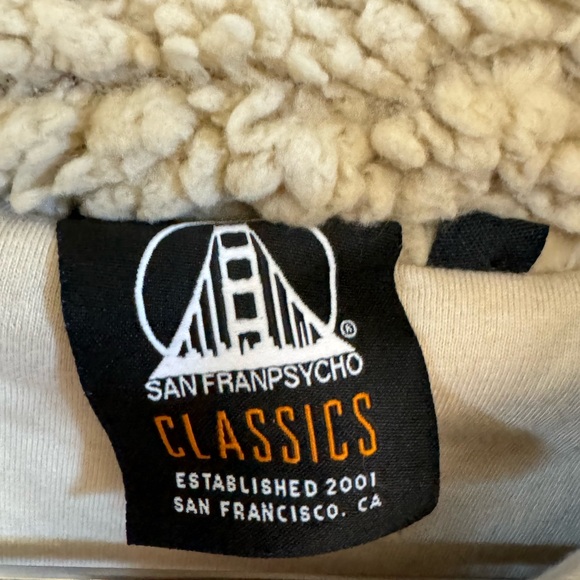 ®
SAN FRANPSYCHO
CLASSICS
ESTABLISHED 2001
SAN FRANCISCO. CA